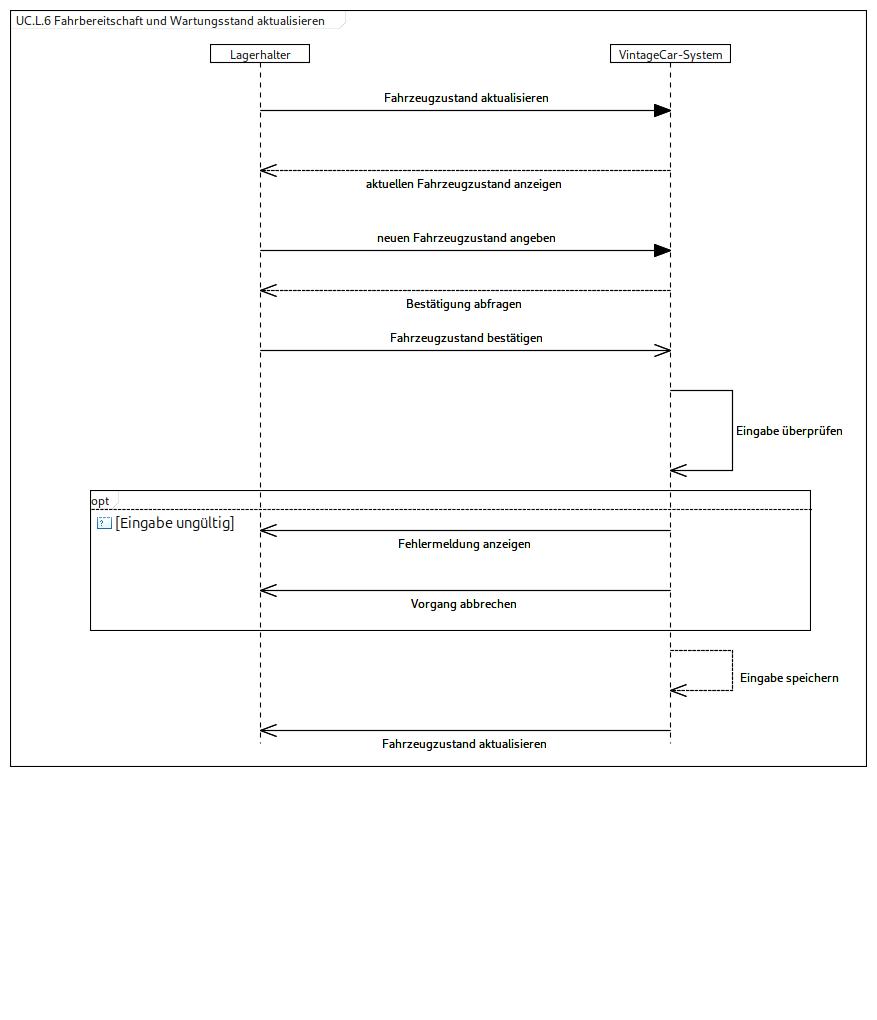 UC.L.6 Fahrbereitschaft und Wartungsstand aktualisieren
Lagerhalter
VintageCar-System
Fahrzeugzustand aktualisieren
aktuellen Fahrzeugzustand anzeigen
neuen Fahrzeugzustand angeben
Bestätigung abfragen
Fahrzeugzustand bestätigen
Eingabe überprüfen
opt
[Eingabe ungültig]
Fehlermeldung anzeigen
Vorgang abbrechen
Eingabe speichern
Fahrzeugzustand aktualisieren